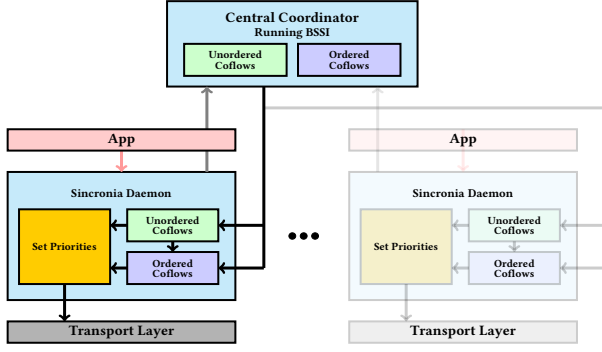 Central Coordinator
Running BSSI
Unordered
Coflows
Ordered
Coflows
App
Sincronia Daemon
Set Priorities
Unordered
Coflows
Ordered
Coflows
Transport Layer
App
Sincronia Daemon
Set Priorities
Unordered
Coflows
Ordered
Coflows
Transport Layer